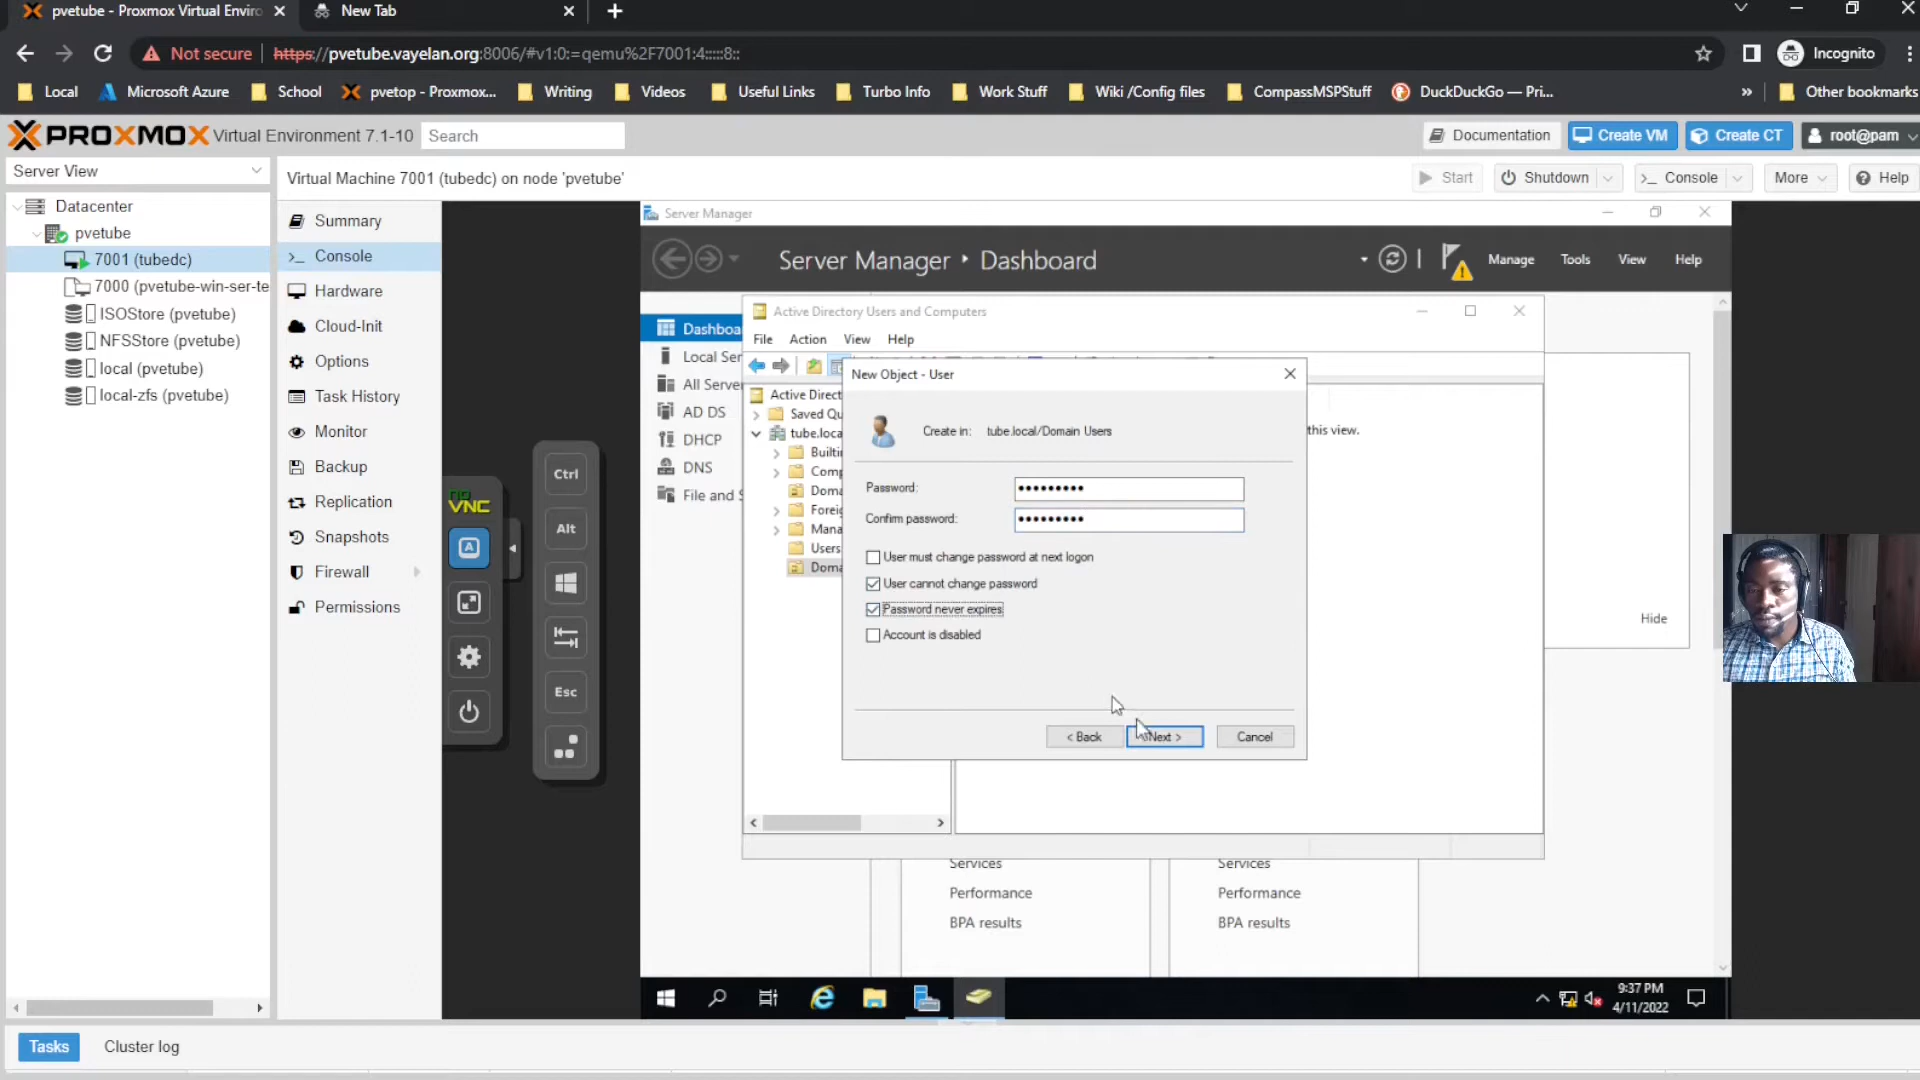 pvetube - Proxmox Virtual Enviro
New Tab
Not secure
https://pvetube.vayelan.org:8006/#v1:0:=qemu%2F7001:4:::::8::
Incognito
Local
Microsoft Azure
School
pvetop - Proxmox...
Writing
Videos
Useful Links
Turbo Info
Work Stuff
Wiki /Config files
CompassMSPStuff
DuckDuckGo — Pri...
»
Other bookmarks
PROXMOX Virtual Environment 7.1-10
Search
Documentation
Create VM
Create CT
root@pam
Server View
Virtual Machine 7001 (tubedc) on node 'pvetube'
Start
Shutdown
Console
More
Help
Datacenter
pvetube
7001 (tubedc)
7000 (pvetube-win-ser-te
ISOStore (pvetube)
NFSStore (pvetube)
local (pvetube)
local-zfs (pvetube)
Summary
Console
Hardware
Cloud-Init
Options
Task History
Monitor
Backup
Replication
Snapshots
Firewall
Permissions
no
VNC
A
Ctrl
Alt
Esc
Server Manager
Server Manager
Dashboard
Manage
Tools
View
Help
Dashboa
Local Ser
All Server
AD DS
DHCP
DNS
File and S
Active Directory Users and Computers
File
Action
View
Help
Active Direct
Saved Qu
tube.loca
Builtin
Comp
Doma
Foreig
Mana
Users
Doma
this view.
Hide
New Object - User
Create in:
tube.local/Domain Users
Password:
•••••••••
Confirm password:
•••••••••
User must change password at next logon
User cannot change password
Password never expires
Account is disabled
< Back
Next >
Cancel
Services
Performance
BPA results
Services
Performance
BPA results
9:37 PM
4/11/2022
Tasks
Cluster log